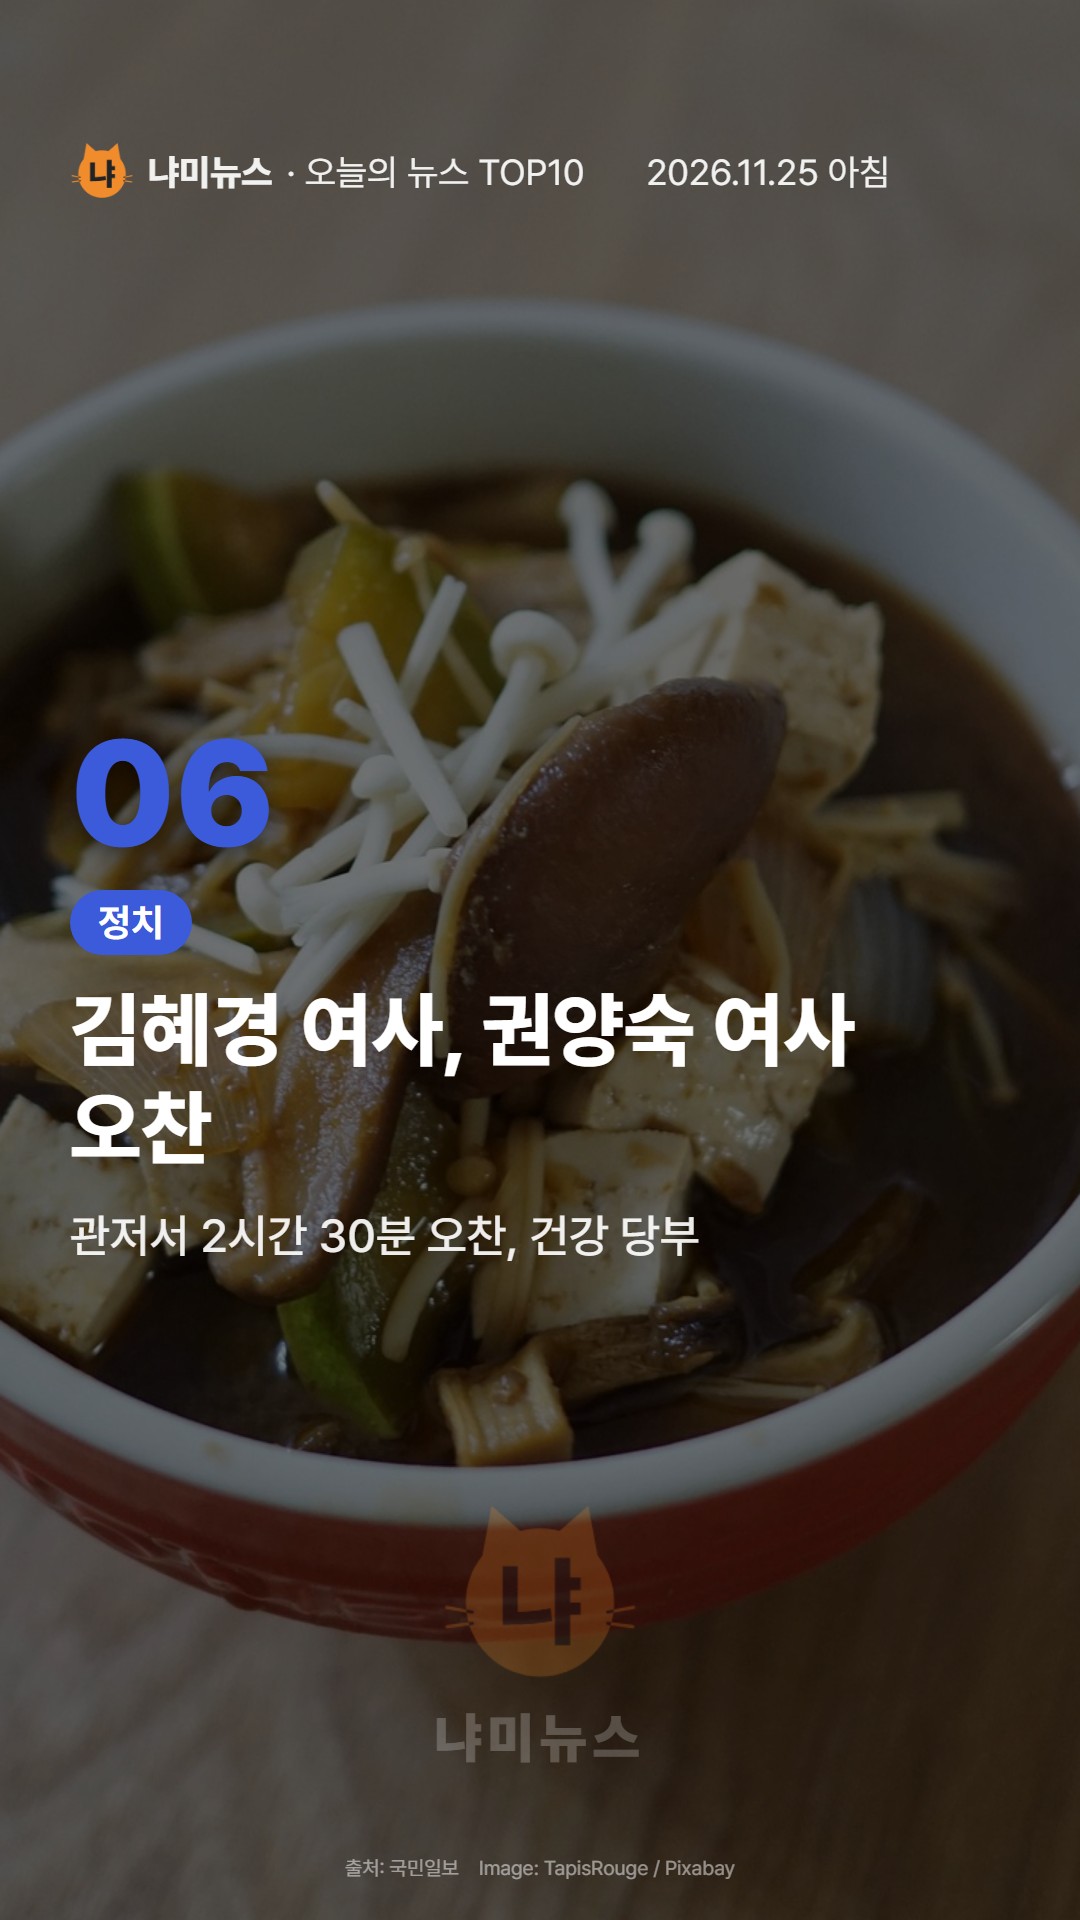 냐 냐미뉴스 · 오늘의 뉴스 TOP10 2026.11.25 아침
06
정치
김혜경 여사, 권양숙 여사
오찬
관저서 2시간 30분 오찬, 건강 당부
냐
냐미뉴스
출처: 국민일보 Image: TapisRouge / Pixabay